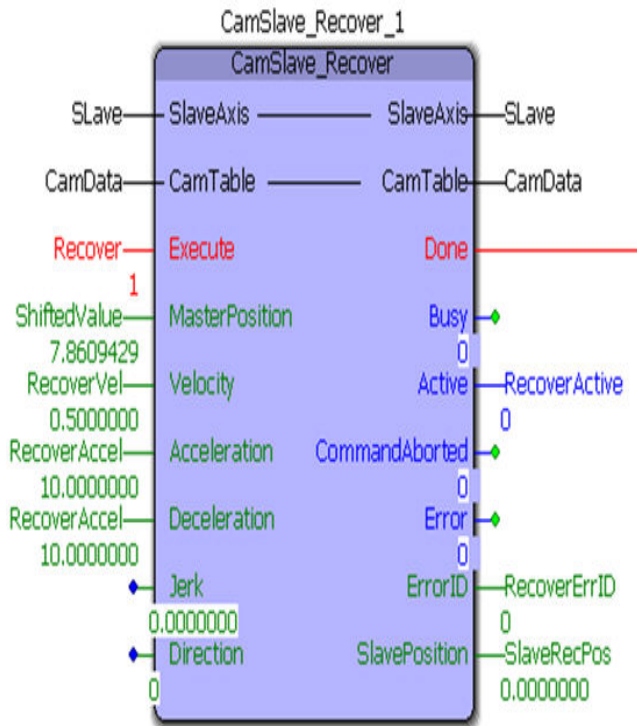 CamSlave_Recover_1
CamSlave_Recover
SLave SlaveAxis SlaveAxis SLave
CamData CamTable CamTable CamData
Recover Execute Done
1
ShiftedValue MasterPosition Busy
7.8609429 0
RecoverVel Velocity Active RecoverActive
0.5000000 0
RecoverAccel Acceleration CommandAborted
10.0000000 0
RecoverAccel Deceleration Error
10.0000000 0
Jerk ErrorID RecoverErrID
0.0000000 0
Direction SlavePosition SlaveRecPos
0 0.0000000